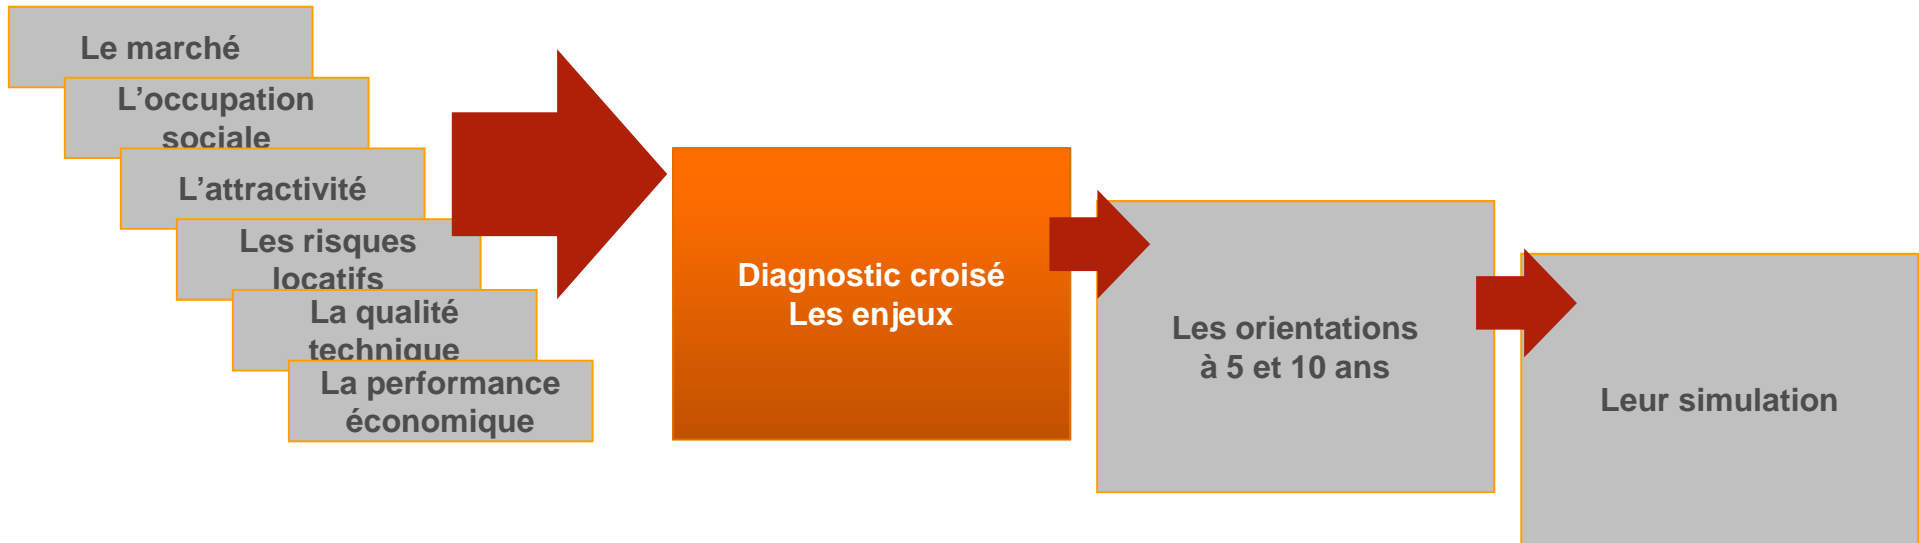 Le marché
L’occupation
sociale
L’attractivité
Les risques
locatifs
La qualité
technique
La performance
économique
Diagnostic croisé
Les enjeux
Les orientations
à 5 et 10 ans
Leur simulation